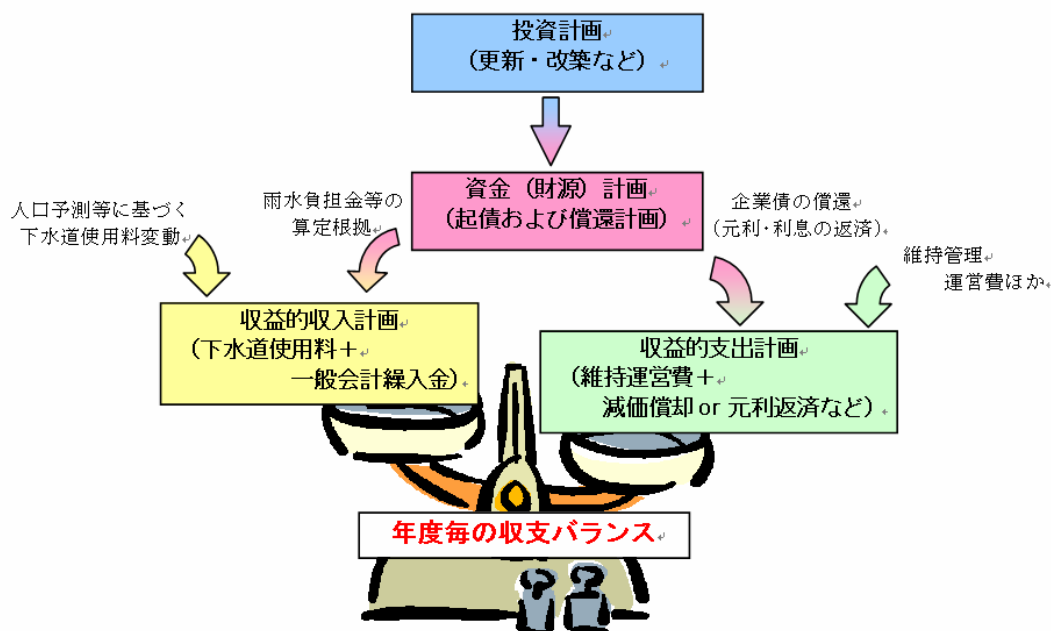 投資計画
（更新・改築など）
資金（財源）計画
（起債および償還計画）
人口予測等に基づく
下水道使用料変動
雨水負担金等の
算定根拠
企業債の償還
（元利・利息の返済）
維持管理
運営費ほか
収益的収入計画
（下水道使用料＋
一般会計繰入金）
収益的支出計画
（維持運営費＋
減価償却 or 元利返済など）
年度毎の収支バランス